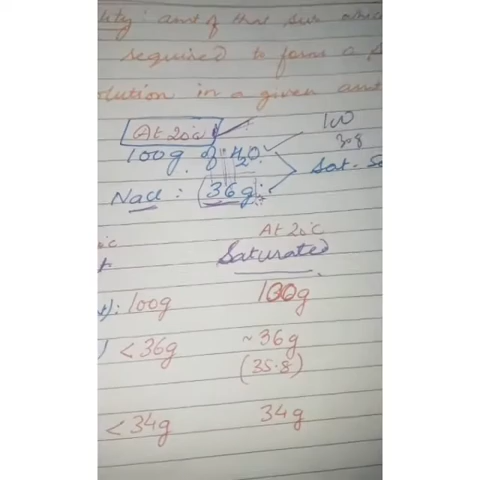 lity: amt of that sub which
required to form a
olution in a given amt
At 20°C
100g of H2O
100
NaCl : (36g)
Sat. S
At 20°C
Saturated
100g 100g
<36g ~36g
(35.8)
<34g 34g